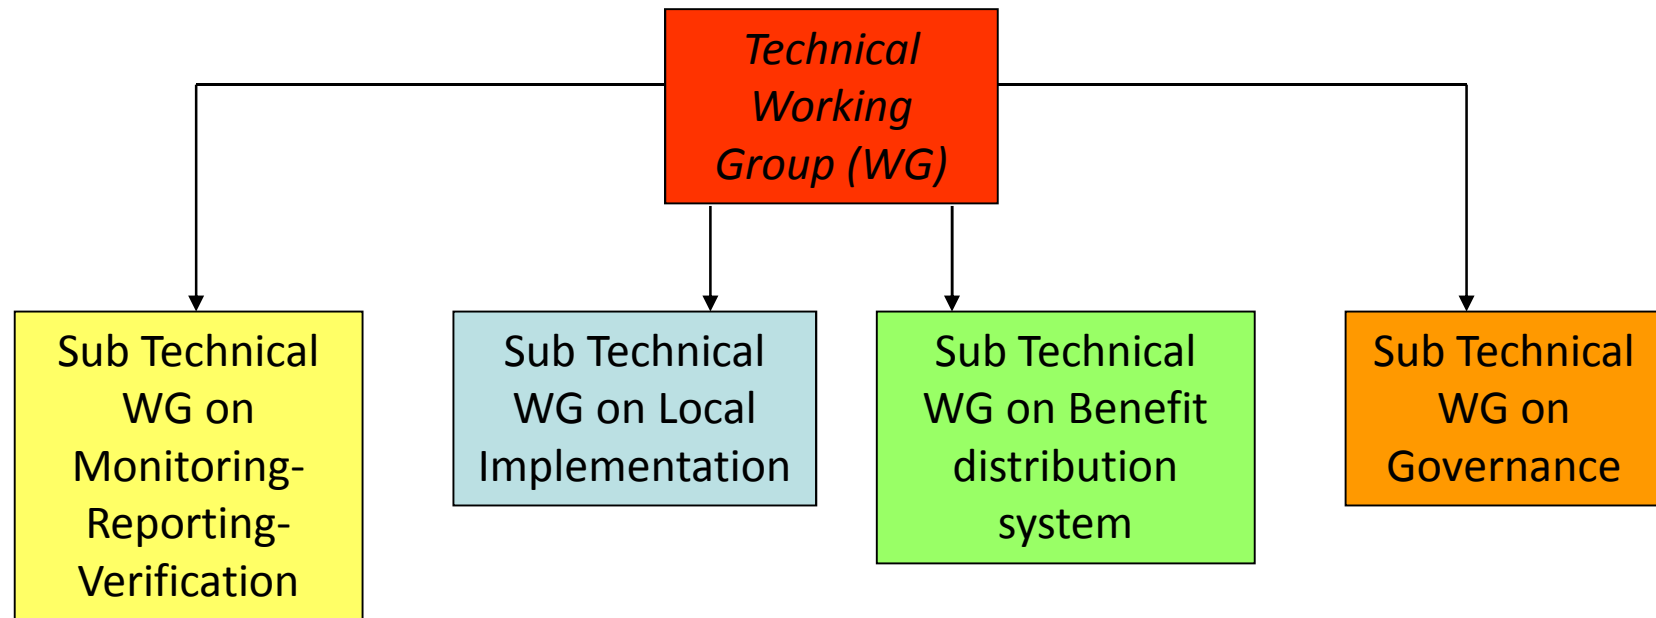 Technical
Working
Group (WG)
Sub Technical
WG on
Monitoring-
Reporting-
Verification
Sub Technical
WG on Local
Implementation
Sub Technical
WG on Benefit
distribution
system
Sub Technical
WG on
Governance